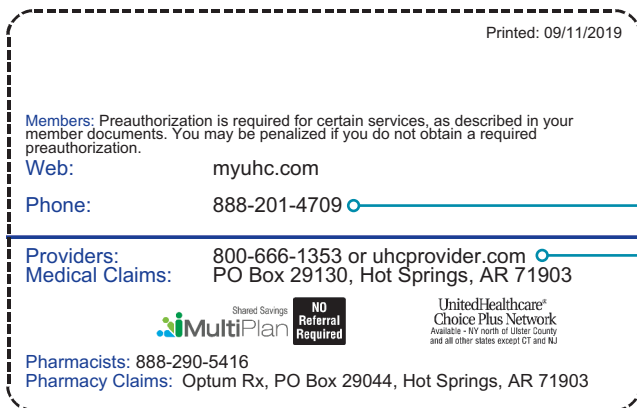 Printed: 09/11/2019
Members: Preauthorization is required for certain services, as described in your
member documents. You may be penalized if you do not obtain a required
preauthorization.
Web: myuhc.com
Phone: 888-201-4709
Providers: 800-666-1353 or uhcprovider.com
Medical Claims: PO Box 29130, Hot Springs, AR 71903
Shared Savings
MultiPlan
NO
Referral
Required
UnitedHealthcare®
Choice Plus Network
Available - NY north of Ulster County
and all other states except CT and NJ
Pharmacists: 888-290-5416
Pharmacy Claims: Optum Rx, PO Box 29044, Hot Springs, AR 71903